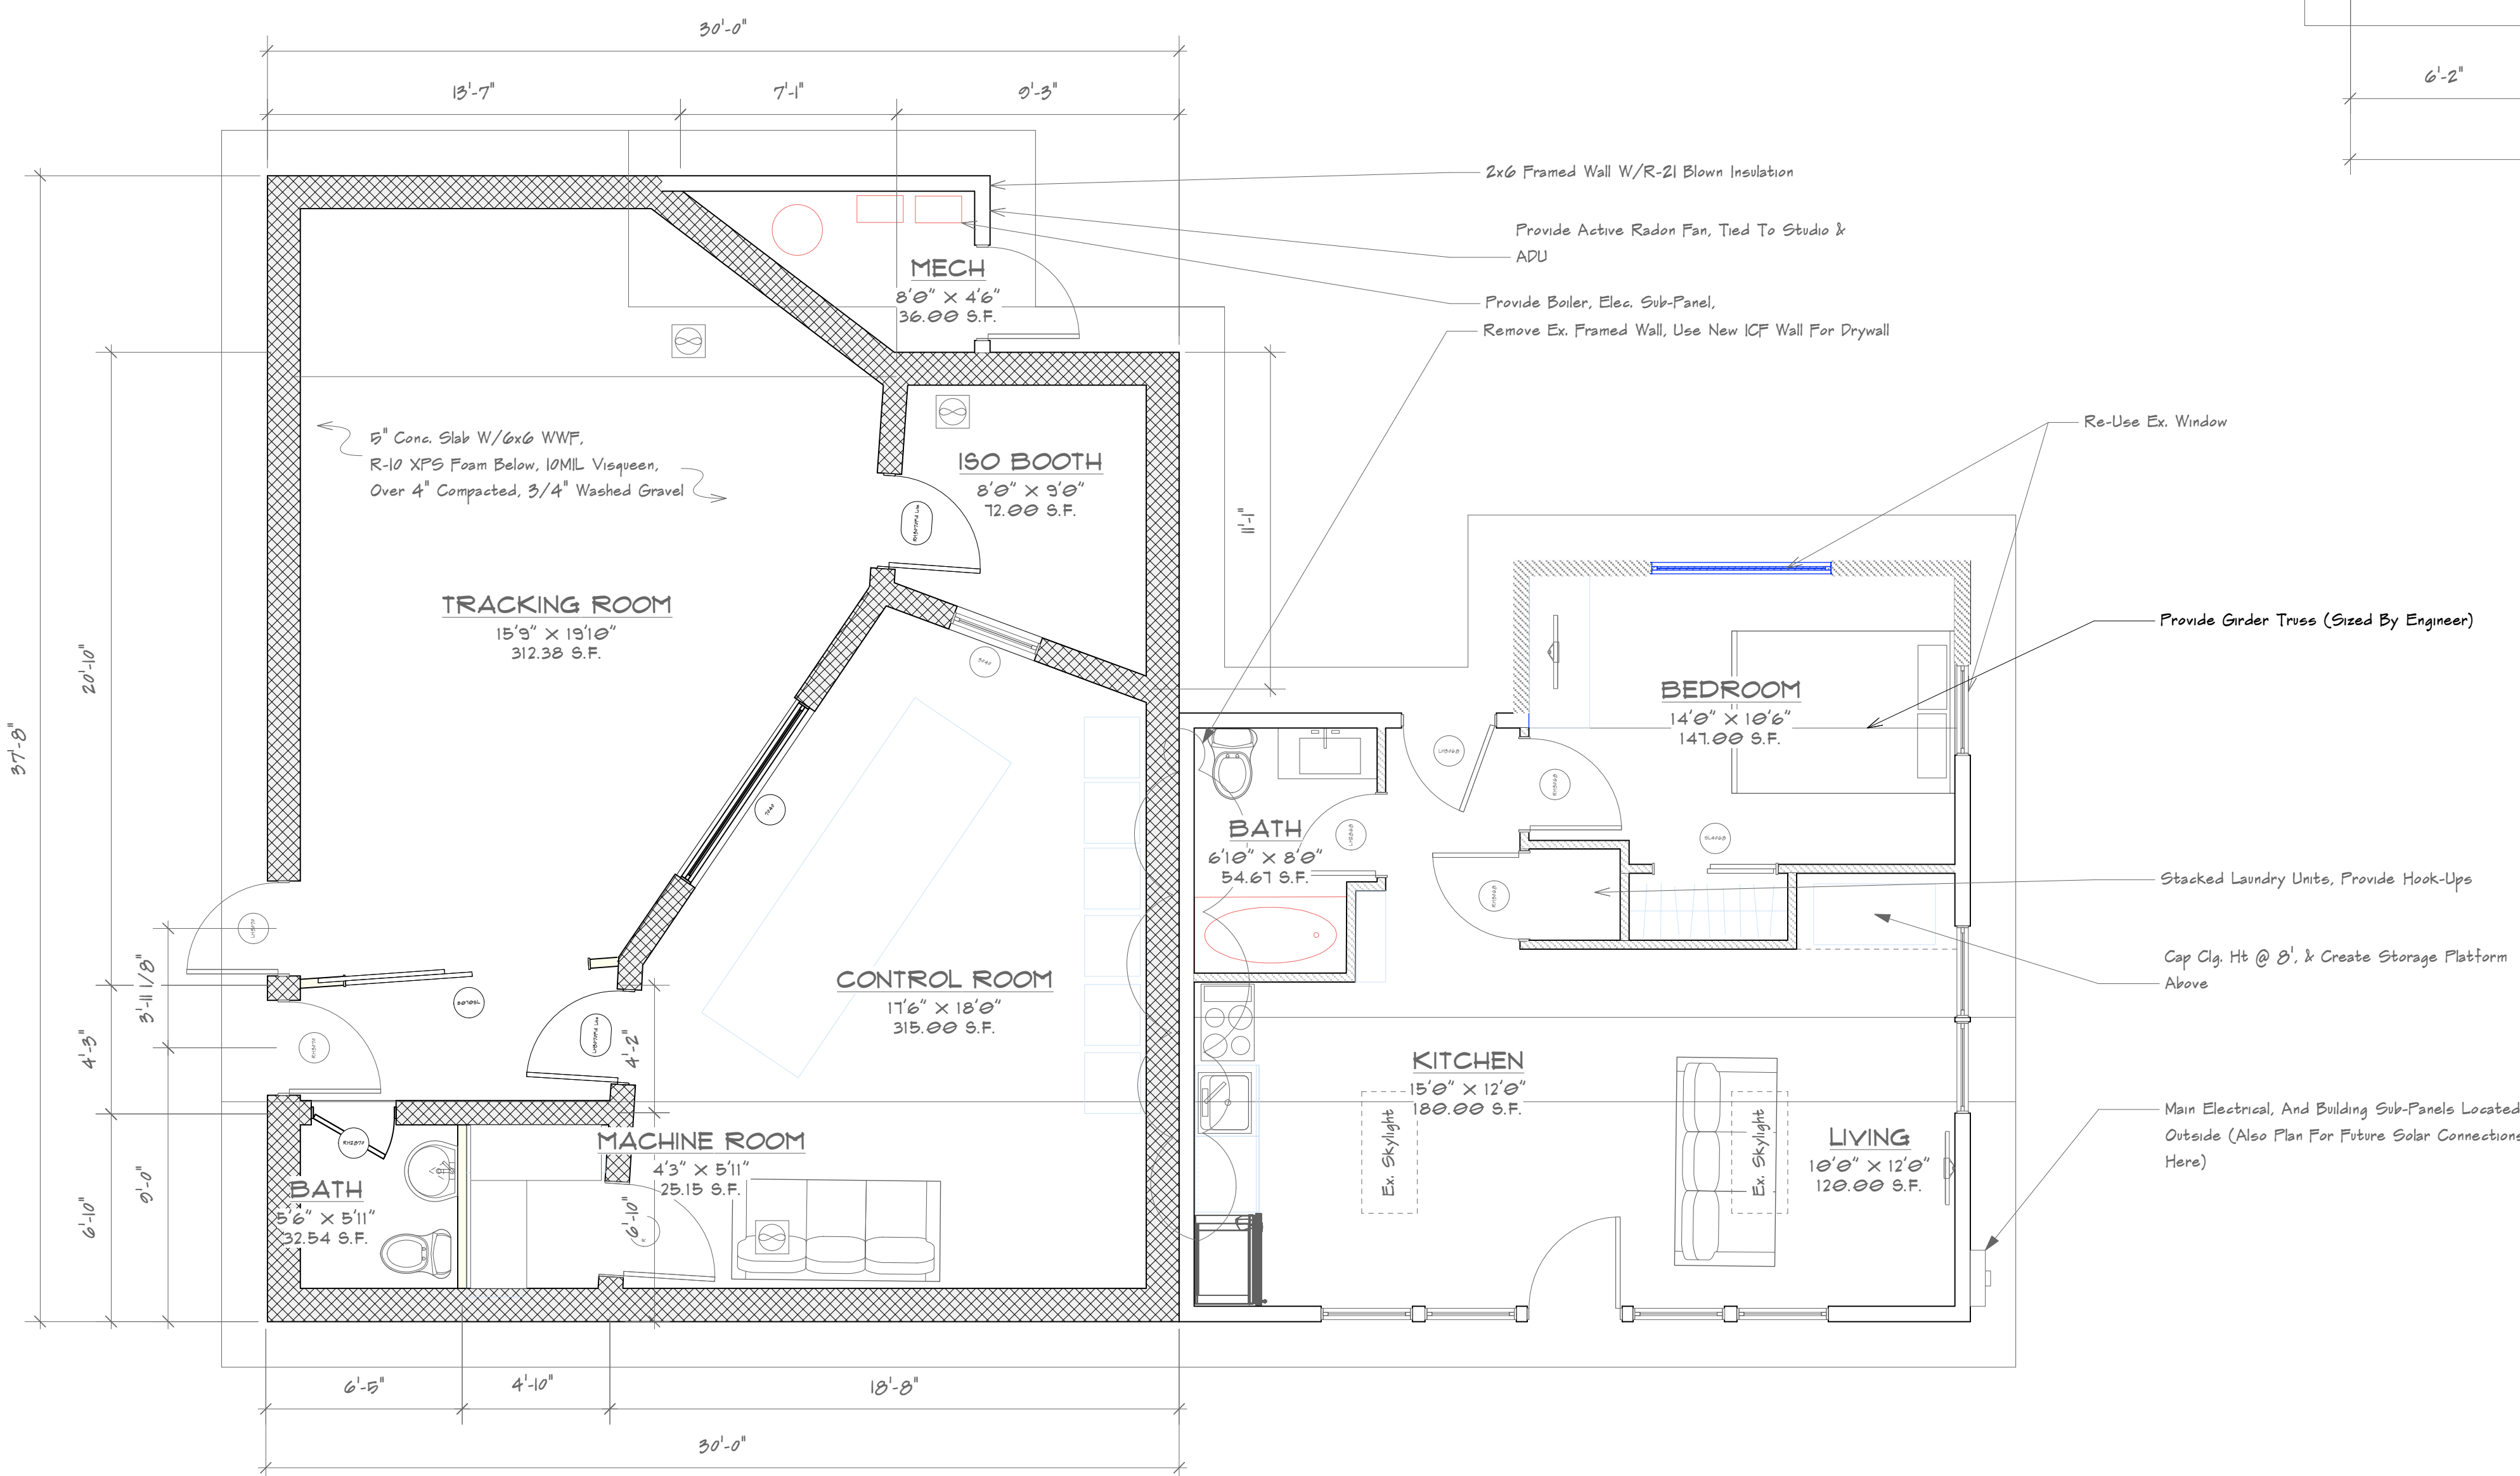 30'-0"
6'-2"
13'-7"
7'-1"
9'-3"
2x6 Framed Wall W/R-21 Blown Insulation
Provide Active Radon Fan, Tied To Studio &
ADU
MECH
8'0" X 4'6"
36.00 S.F.
Provide Boiler, Elec. Sub-Panel,
Remove Ex. Framed Wall, Use New ICF Wall For Drywall
Re-Use Ex. Window
5" Conc. Slab W/6x6 WWF,
R-10 XPS Foam Below, 10MIL Visqueen,
Over 4" Compacted, 3/4" Washed Gravel
ISO BOOTH
8'0" X 9'0"
72.00 S.F.
11'-1"
TRACKING ROOM
15'9" X 19'10"
312.38 S.F.
20'-10"
37'-8"
Provide Girder Truss (Sized By Engineer)
BEDROOM
14'0" X 10'6"
147.00 S.F.
BATH
6'10" X 8'0"
54.67 S.F.
Stacked Laundry Units, Provide Hook-Ups
Cap Clg. Ht @ 8', & Create Storage Platform
Above
CONTROL ROOM
17'6" X 18'0"
315.00 S.F.
3'-11 1/8"
4'-3"
4'-2"
KITCHEN
15'0" X 12'0"
180.00 S.F.
Ex. Skylight
Ex. Skylight
LIVING
10'0" X 12'0"
120.00 S.F.
Main Electrical, And Building Sub-Panels Located
Outside (Also Plan For Future Solar Connections
Here)
MACHINE ROOM
4'3" X 5'11"
25.15 S.F.
BATH
5'6" X 5'11"
32.54 S.F.
6'-10"
9'-0"
6'-10"
6'-5"
4'-10"
18'-8"
30'-0"